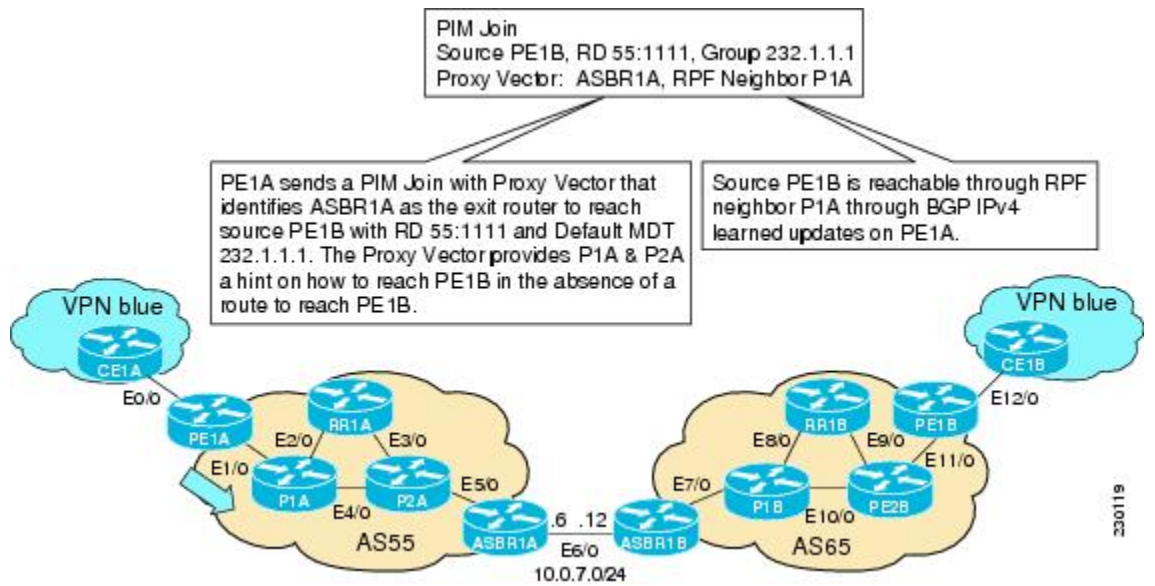 PIM Join
Source PE1B, RD 55:1111, Group 232.1.1.1
Proxy Vector: ASBR1A, RPF Neighbor P1A
PE1A sends a PIM Join with Proxy Vector that
identifies ASBR1A as the exit router to reach
source PE1B with RD 55:1111 and Default MDT
232.1.1.1. The Proxy Vector provides P1A & P2A
a hint on how to reach PE1B in the absence of a
route to reach PE1B.
Source PE1B is reachable through RPF
neighbor P1A through BGP IPv4
learned updates on PE1A.
VPN blue
CE1A
E0/0
PE1A
E1/0
E2/0
RR1A
E3/0
P1A
P2A
E4/0
E5/0
AS55
ASBR1A
.6 .12
E6/0
10.0.7.0/24
ASBR1B
E7/0
E8/0
RR1B
E9/0
PE1B
E11/0
P1B
PE2B
E10/0
AS65
VPN blue
CE1B
E12/0
230119